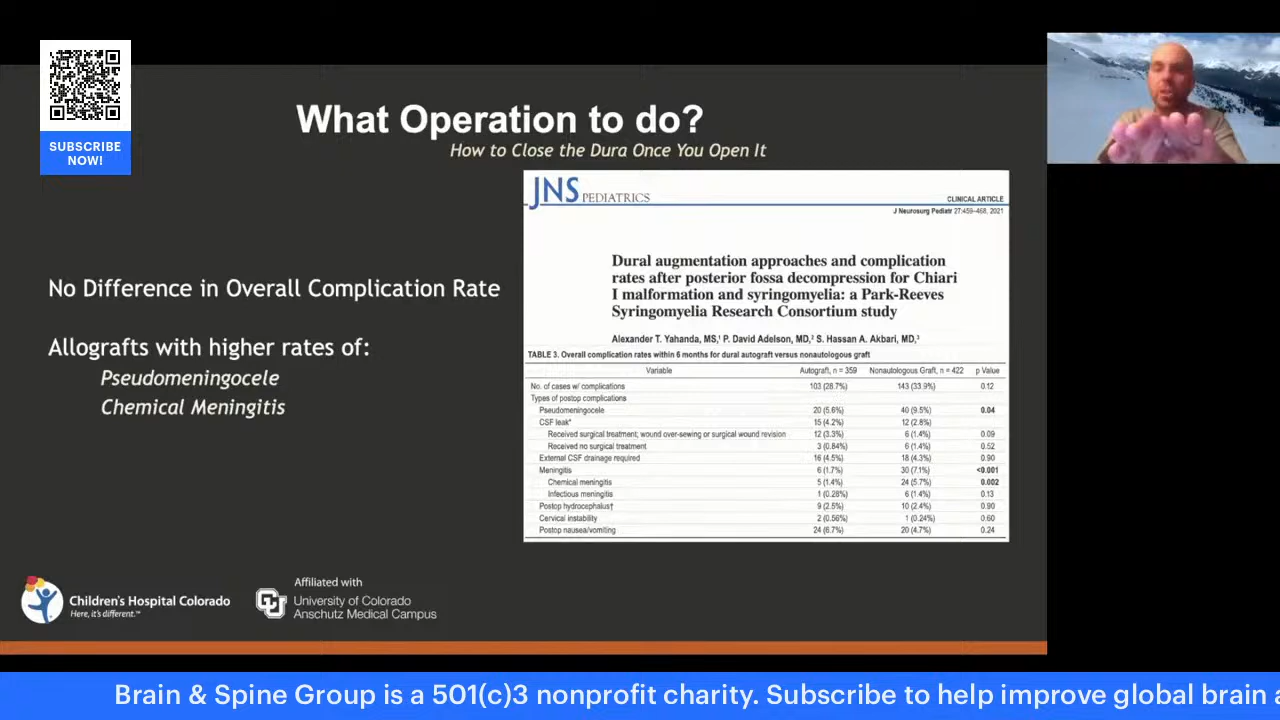 SUBSCRIBE
NOW!
What Operation to do?
How to Close the Dura Once You Open It
No Difference in Overall Complication Rate
Allografts with higher rates of:
Pseudomeningocele
Chemical Meningitis
JNS PEDIATRICS
CLINICAL ARTICLE
J Neurosurg Pediatr 27:459–468, 2021
Dural augmentation approaches and complication
rates after posterior fossa decompression for Chiari
I malformation and syringomyelia: a Park-Reeves
Syringomyelia Research Consortium study
Alexander T. Yahanda, MS,¹ P. David Adelson, MD,² S. Hassan A. Akbari, MD,³
TABLE 3. Overall complication rates within 6 months for dural autograft versus nonautologous graft
Variable Autograft, n = 359 Nonautologous Graft, n = 422 p Value
No. of cases w/ complications 103 (28.7%) 143 (33.9%) 0.12
Types of postop complications
Pseudomeningocele 20 (5.6%) 40 (9.5%) 0.04
CSF leak* 15 (4.2%) 12 (2.8%)
Received surgical treatment; wound over-sewing or surgical wound revision 12 (3.3%) 6 (1.4%) 0.09
Received no surgical treatment 3 (0.84%) 6 (1.4%) 0.52
External CSF drainage required 16 (4.5%) 18 (4.3%) 0.90
Meningitis 6 (1.7%) 30 (7.1%) <0.001
Chemical meningitis 5 (1.4%) 24 (5.7%) 0.002
Infectious meningitis 1 (0.28%) 6 (1.4%) 0.13
Postop hydrocephalus† 9 (2.5%) 10 (2.4%) 0.90
Cervical instability 2 (0.56%) 1 (0.24%) 0.60
Postop nausea/vomiting 24 (6.7%) 20 (4.7%) 0.24
Children's Hospital Colorado
Here, it's different.™
Affiliated with
CU University of Colorado
Anschutz Medical Campus
Brain & Spine Group is a 501(c)3 nonprofit charity. Subscribe to help improve global brain a